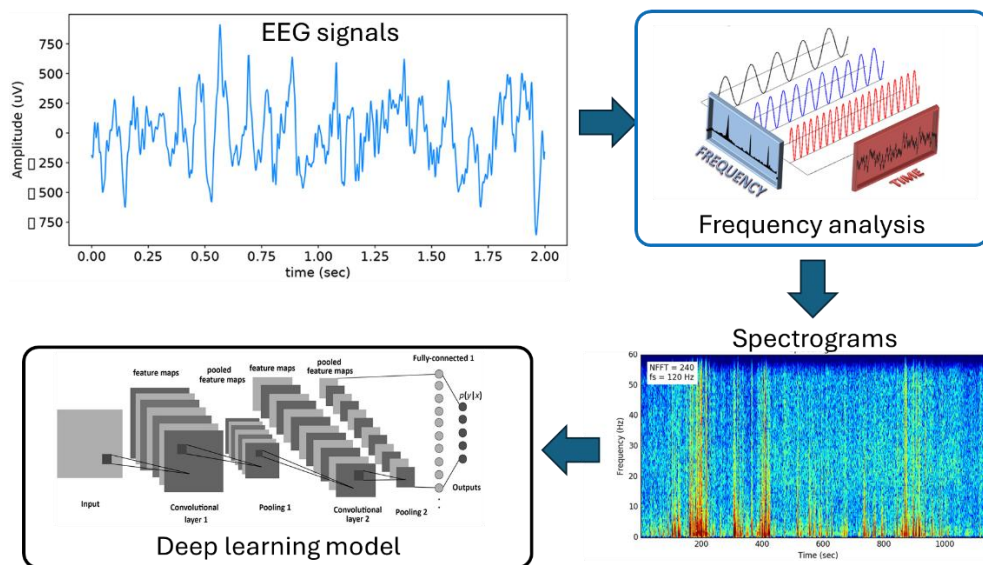 EEG signals
Amplitude (uV)
750
500
250
0
▯ 250
▯ 500
▯ 750
0.00 0.25 0.50 0.75 1.00 1.25 1.50 1.75 2.00
time (sec)
FREQUENCY
TIME
Frequency analysis
Spectrograms
NFFT = 240
fs = 120 Hz
Frequency (Hz)
60
50
40
30
20
10
0
200 400 600 800 1000
Time (sec)
feature maps
pooled
feature maps
feature maps
pooled
feature maps
Fully-connected 1
p(y|x)
Outputs
Input
Convolutional
layer 1
Pooling 1
Convolutional
layer 2
Pooling 2
Deep learning model